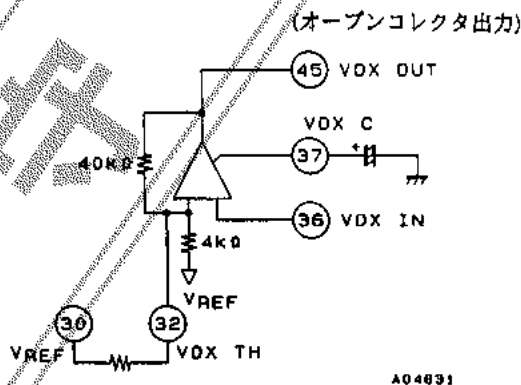 (オープンコレクタ出力)
45 VOX OUT
VOX C
37
+
40KΩ
36 VOX IN
4kΩ
VREF
30 32
VREF VOX TH
A04631